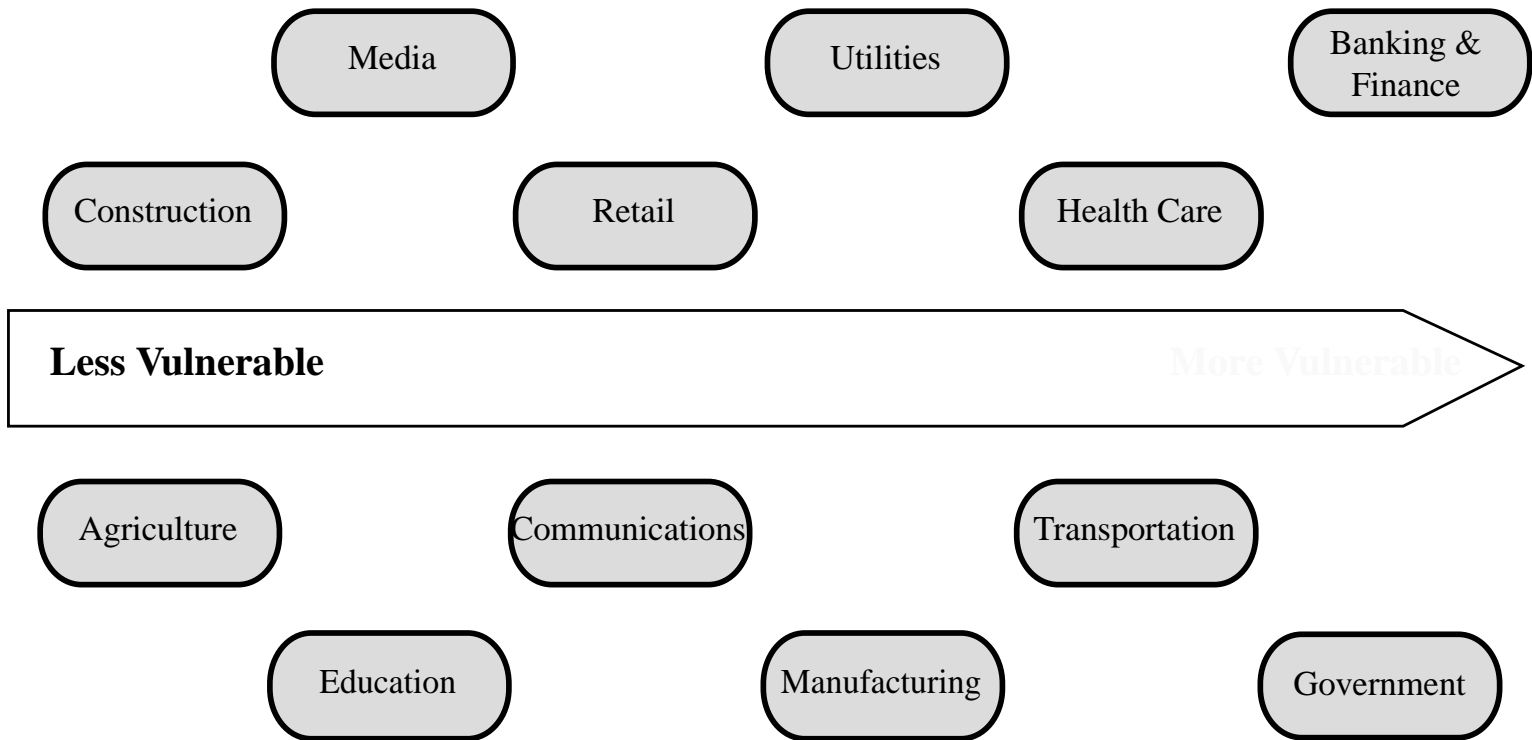 Media
Utilities
Banking &
Finance
Construction
Retail
Health Care
Less Vulnerable
More Vulnerable
Agriculture
Communications
Transportation
Education
Manufacturing
Government